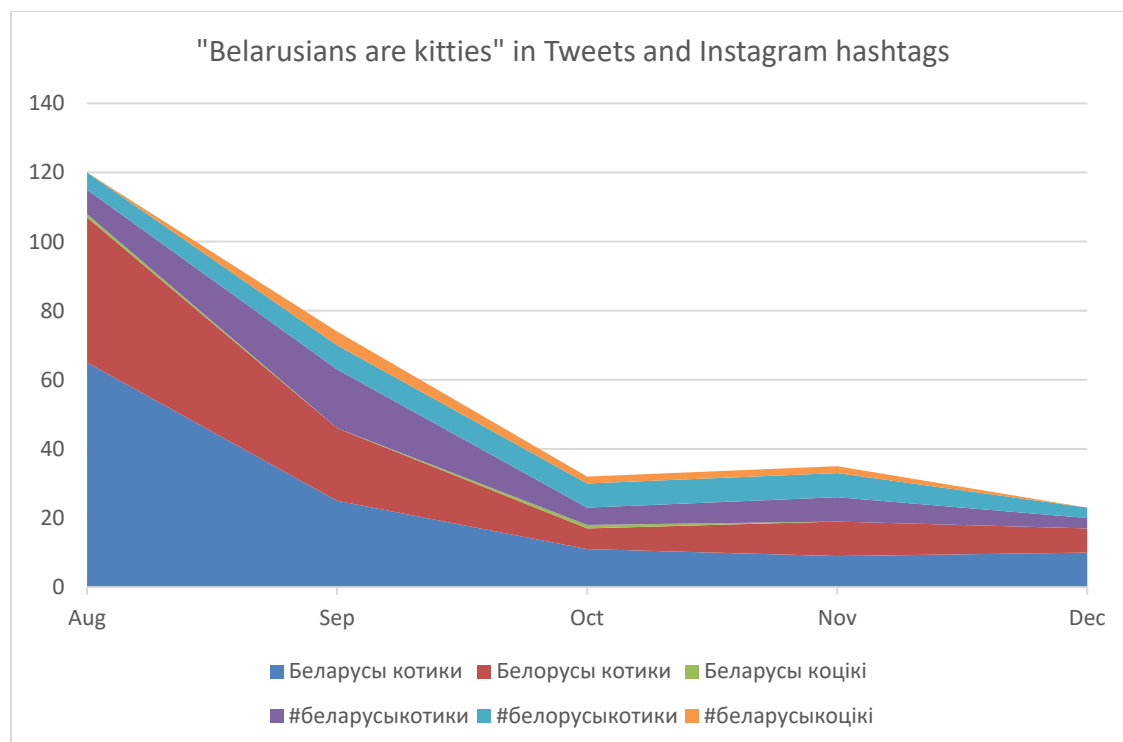 "Belarusians are kitties" in Tweets and Instagram hashtags
140
120
100
80
60
40
20
0
Aug Sep Oct Nov Dec
Беларусы котики Белорусы котики Беларусы коцікі
#беларусыкотики #белорусыкотики #беларусыкоцікі